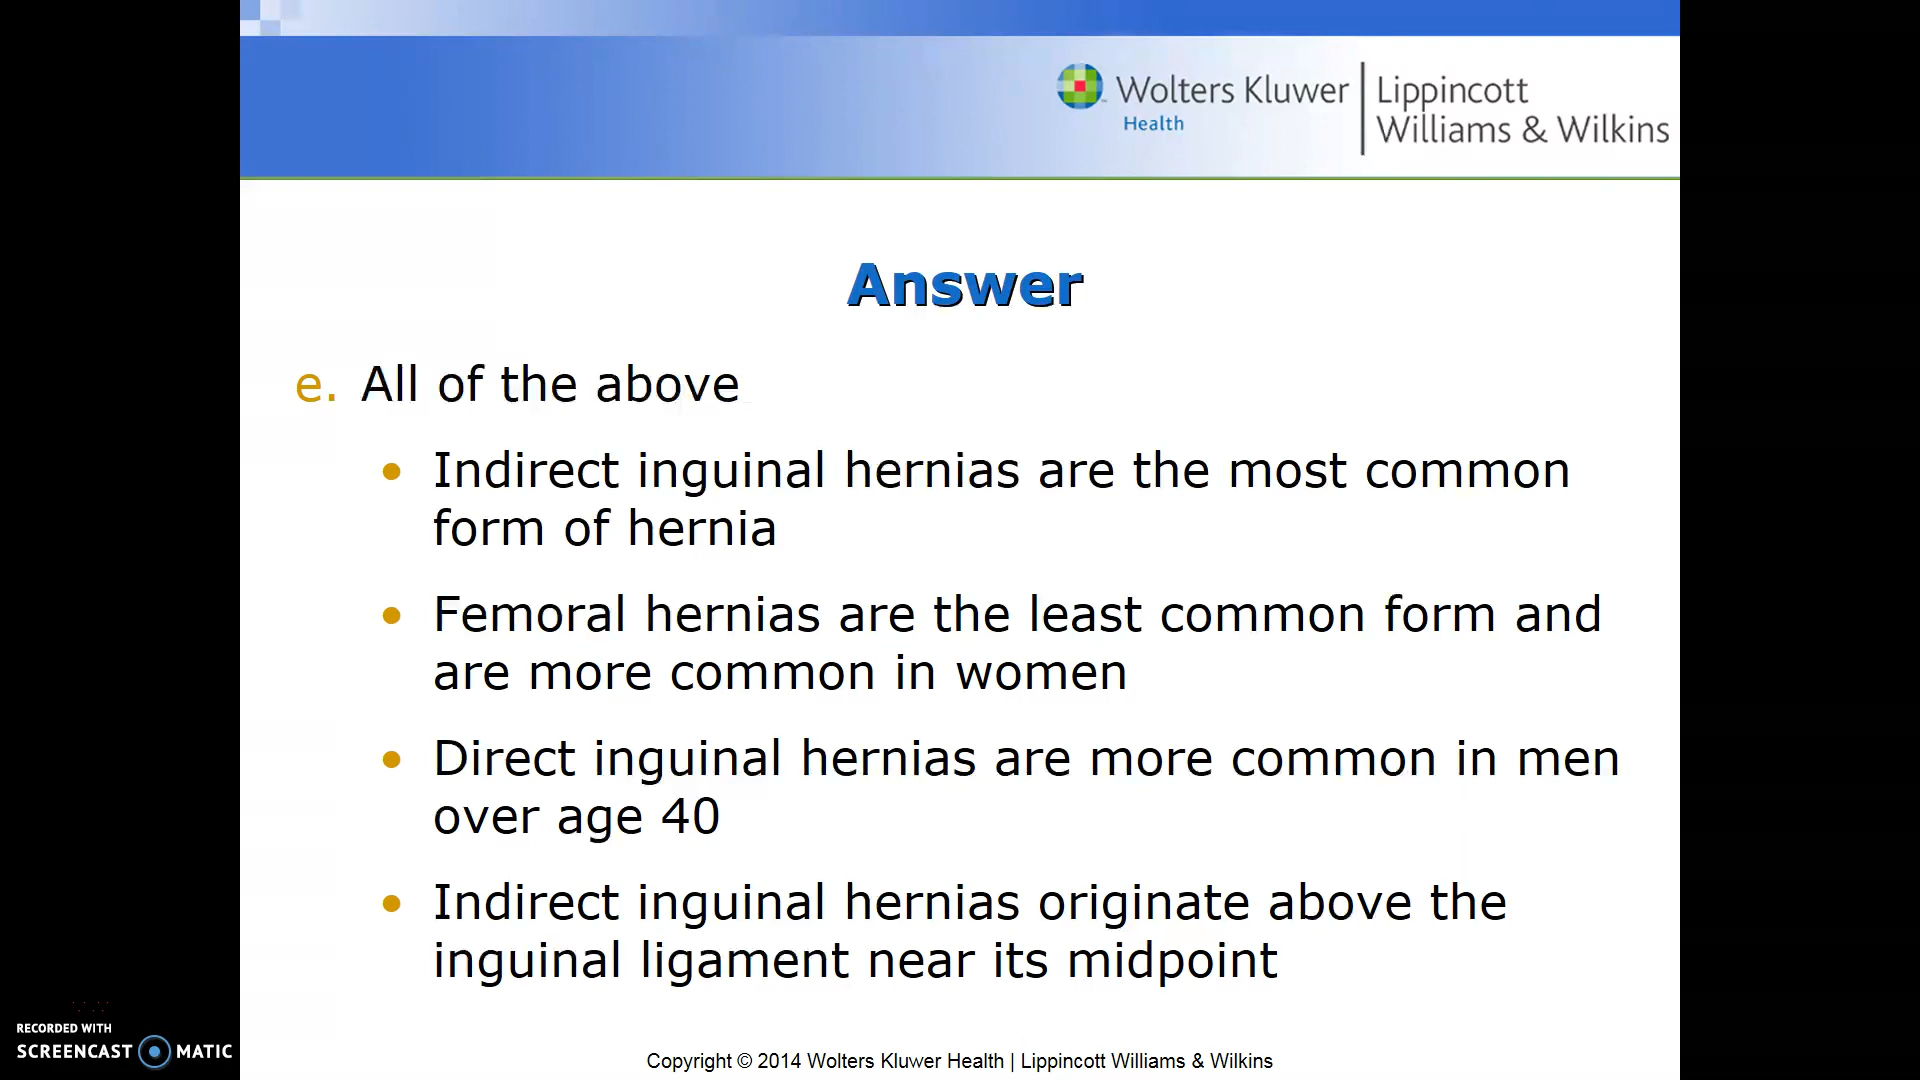 Wolters Kluwer
Health
Lippincott
Williams & Wilkins
Answer
e. All of the above
• Indirect inguinal hernias are the most common
form of hernia
• Femoral hernias are the least common form and
are more common in women
• Direct inguinal hernias are more common in men
over age 40
• Indirect inguinal hernias originate above the
inguinal ligament near its midpoint
RECORDED WITH
SCREENCAST MATIC
Copyright © 2014 Wolters Kluwer Health | Lippincott Williams & Wilkins